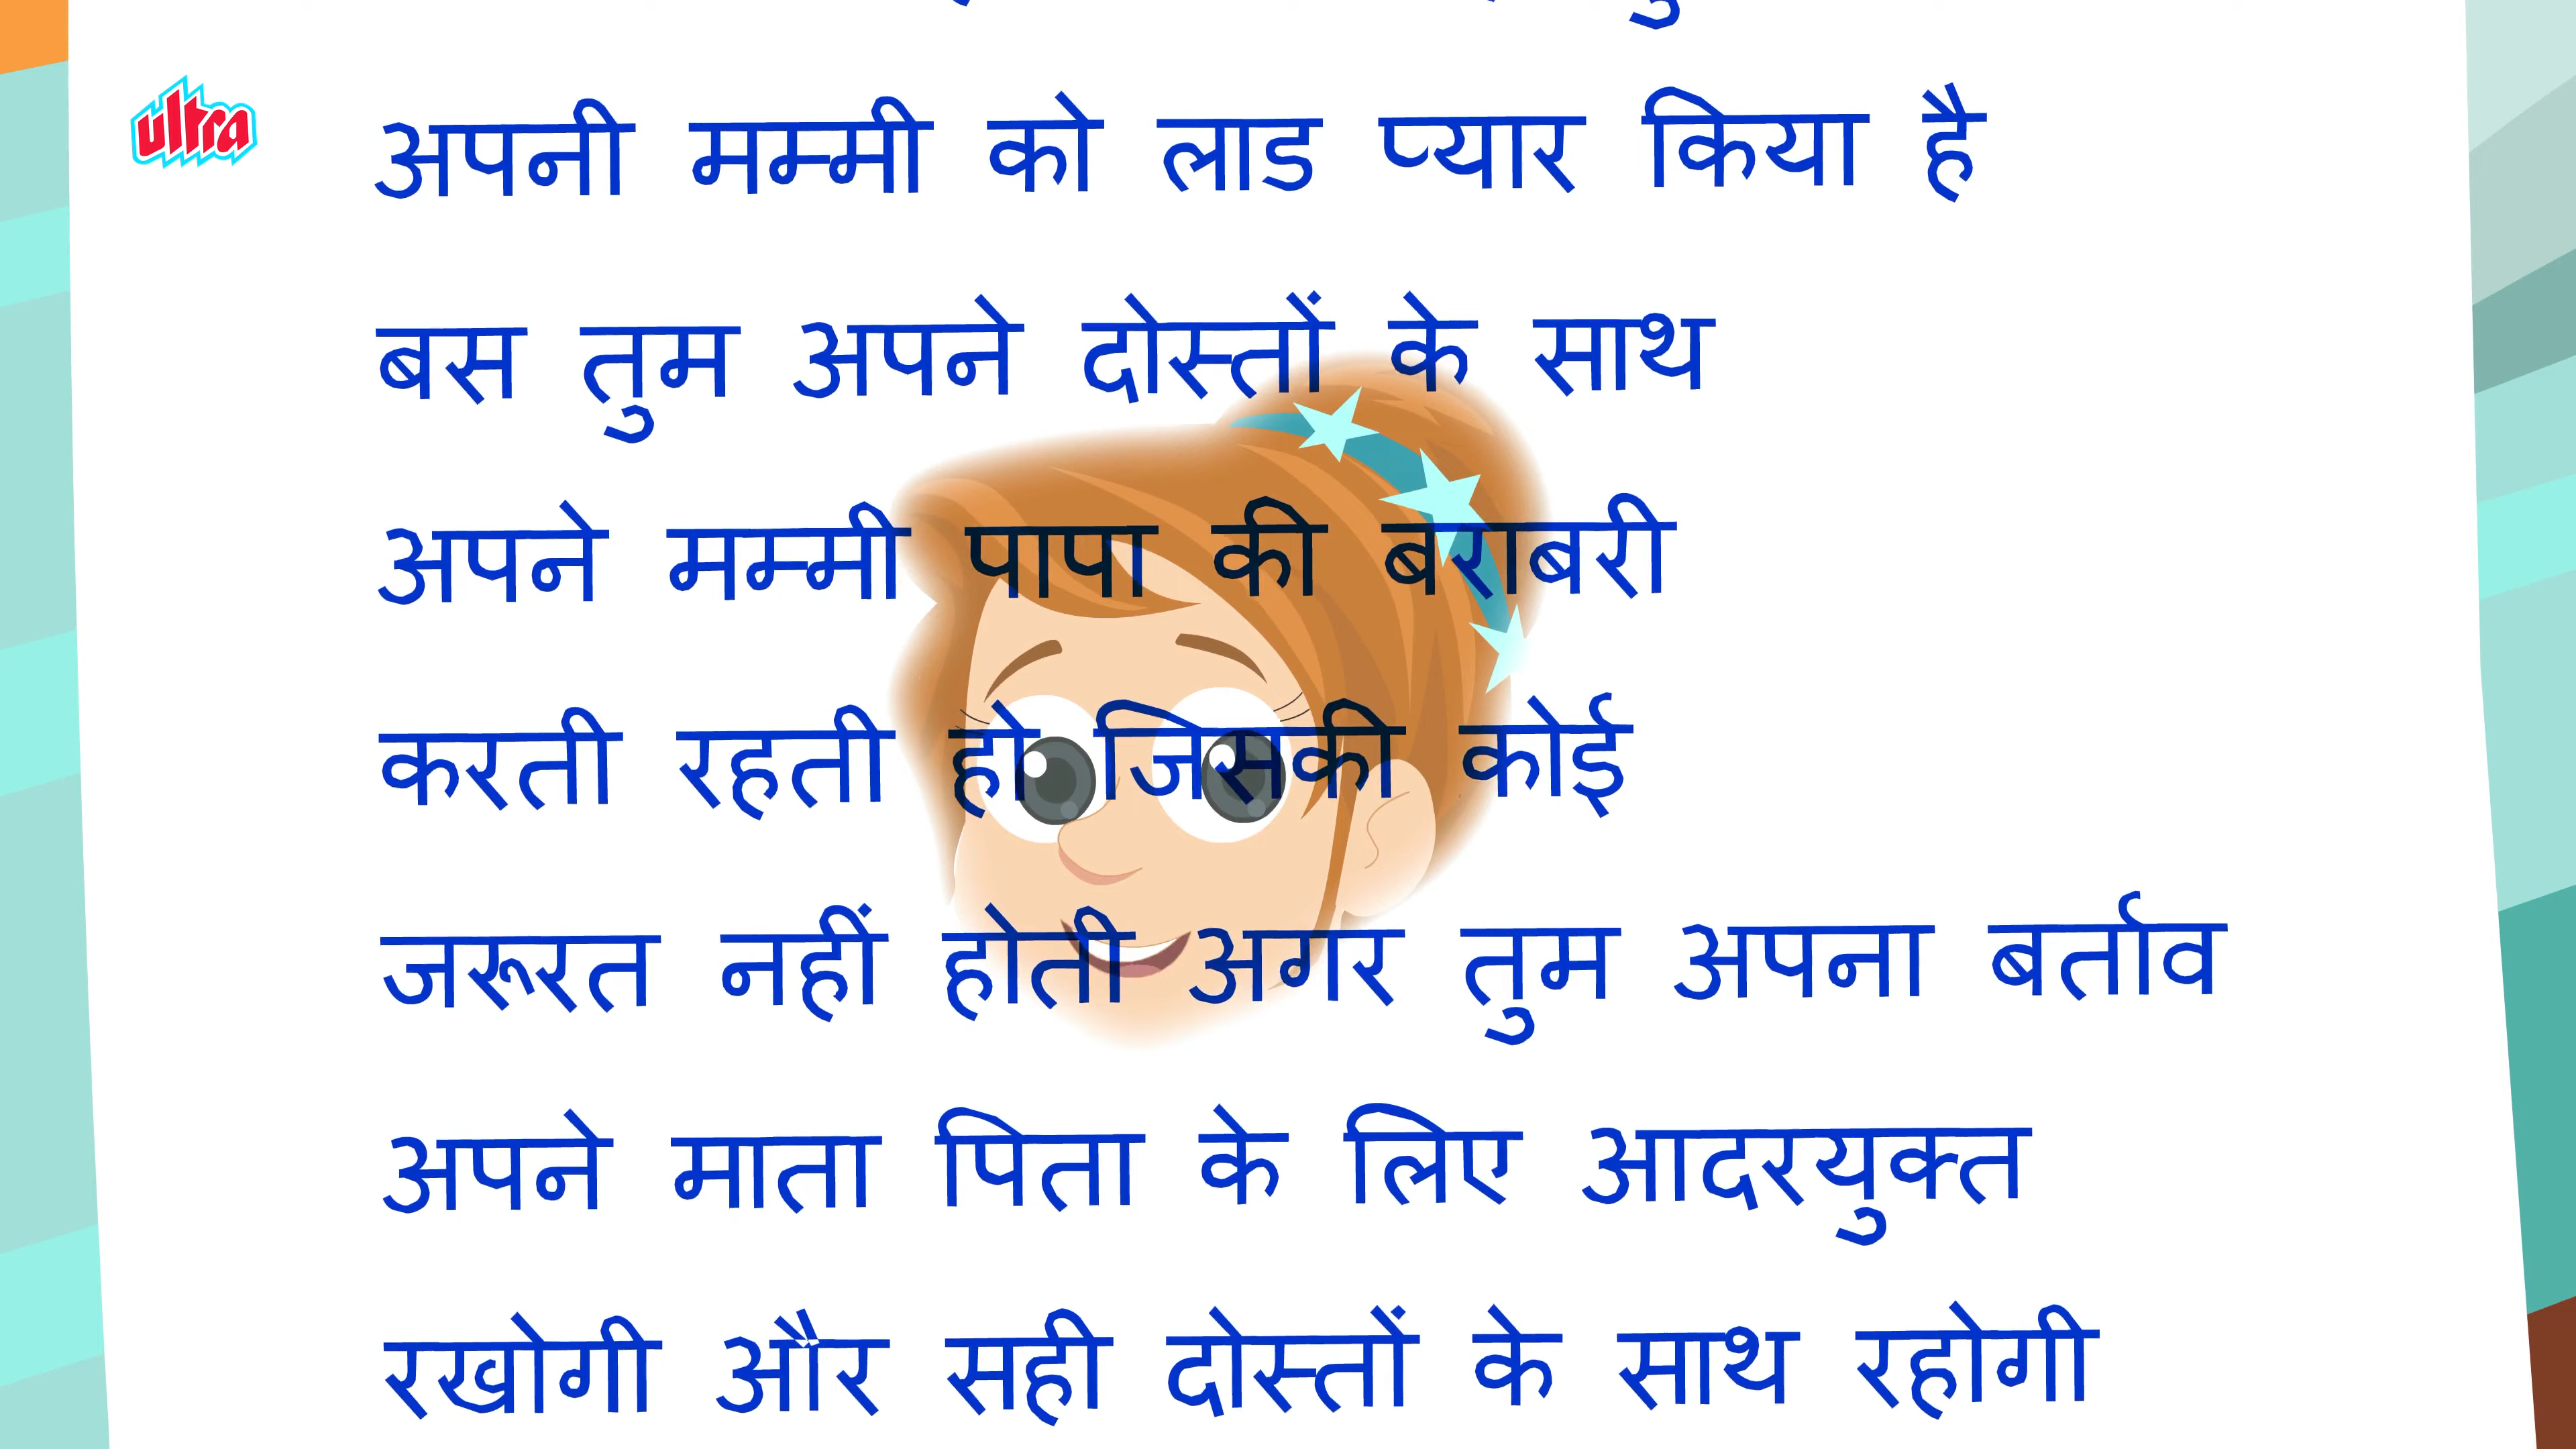 ultra
अपनी मम्मी को लाड प्यार किया है
बस तुम अपने दोस्तों के साथ
अपने मम्मी पापा की बराबरी
करती रहती हो जिसकी कोई
जरूरत नहीं होती अगर तुम अपना बर्ताव
अपने माता पिता के लिए आदरयुक्त
रखोगी और सही दोस्तों के साथ रहोगी